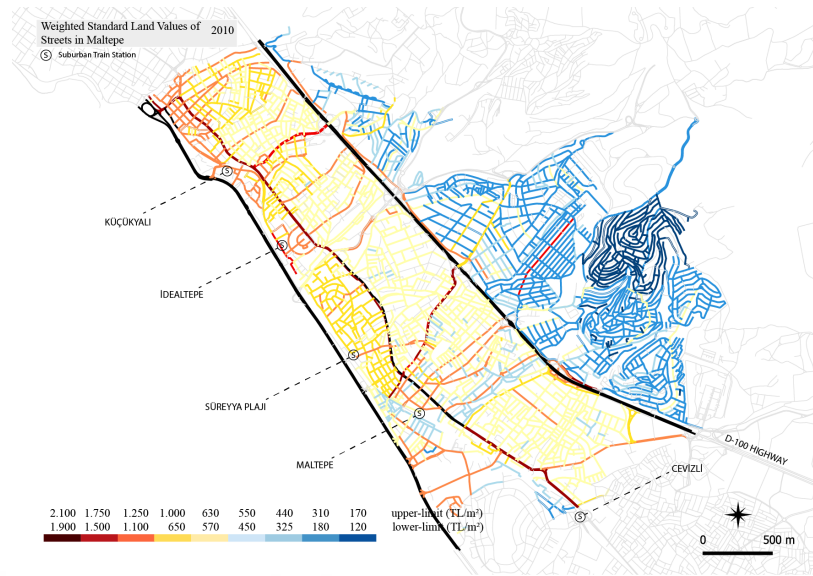 Weighted Standard Land Values of
Streets in Maltepe
2010
S Suburban Train Station
S
KÜÇÜKYALI
S
İDEALTEPE
S
SÜREYYA PLAJI
S
MALTEPE
D-100 HIGHWAY
CEVİZLİ
S
2.100 1.750 1.250 1.000 630 550 440 310 170 upper-limit (TL/m²)
1.900 1.500 1.100 650 570 450 325 180 120 lower-limit (TL/m²)
0 500 m